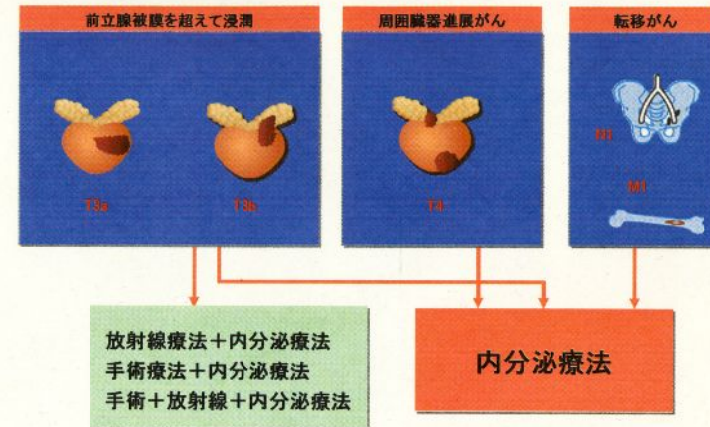 前立腺被膜を超えて浸潤
周囲臓器進展がん
転移がん
T3a
T3b
T4
N1
M1
放射線療法＋内分泌療法
手術療法＋内分泌療法
手術＋放射線＋内分泌療法
内分泌療法